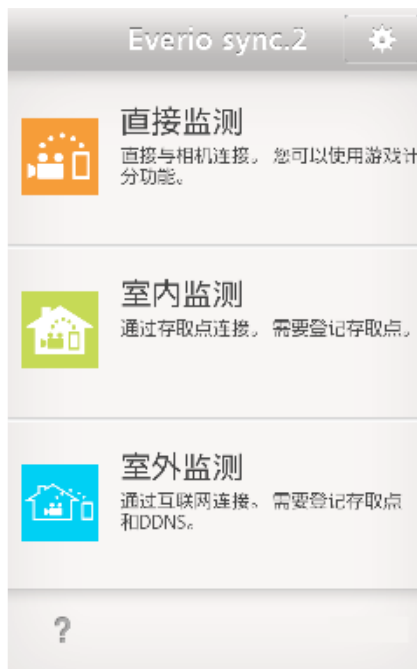 Everio sync.2
直接监测
直接与相机连接。 您可以使用游戏计
分功能。
室内监测
通过存取点连接。 需要登记存取点。
室外监测
通过互联网连接。 需要登记存取点
和DDNS。
?